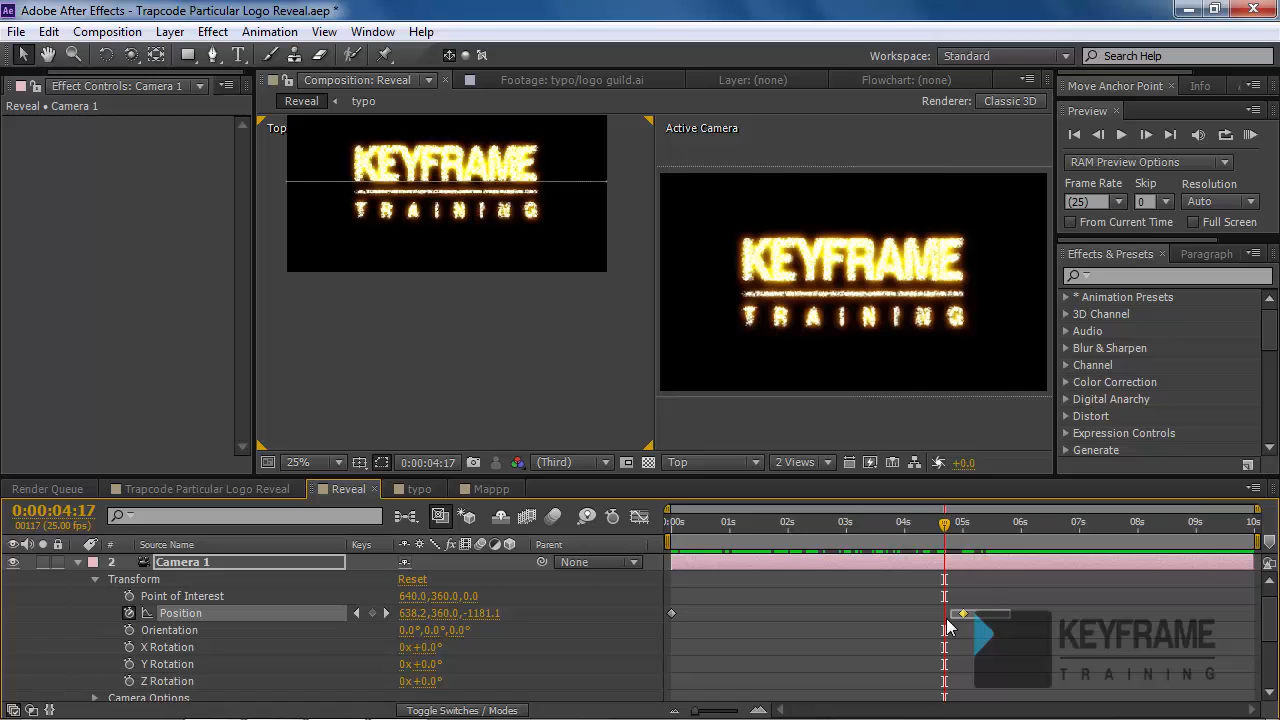 Adobe After Effects - Trapcode Particular Logo Reveal.aep *
File Edit Composition Layer Effect Animation View Window Help
Workspace: Standard Search Help
Effect Controls: Camera 1
Composition: Reveal
Footage: typo/logo guild.ai
Layer: (none)
Flowchart: (none)
Move Anchor Point Info
Reveal • Camera 1
Reveal typo
Renderer: Classic 3D
Preview
Top
Active Camera
KEYFRAME
TRAINING
KEYFRAME
TRAINING
RAM Preview Options
Frame Rate Skip Resolution
(25) 0 Auto
From Current Time Full Screen
Effects & Presets Paragraph
* Animation Presets
3D Channel
Audio
Blur & Sharpen
Channel
Color Correction
Digital Anarchy
Distort
Expression Controls
Generate
25% 0:00:04:17 (Third) Top 2 Views +0.0
Render Queue Trapcode Particular Logo Reveal Reveal typo Mappp
0:00:04:17
00117 (25.00 fps)
0:00s 01s 02s 03s 04s 05s 06s 07s 08s 09s 10s
# Source Name Keys Parent
2 Camera 1 None
Transform Reset
Point of Interest 640.0,360.0,0.0
Position 638.2,360.0,-1181.1
Orientation 0.0°,0.0°,0.0°
X Rotation 0x+0.0°
Y Rotation 0x+0.0°
Z Rotation 0x+0.0°
Camera Options
Toggle Switches / Modes
KEYFRAME
TRAINING